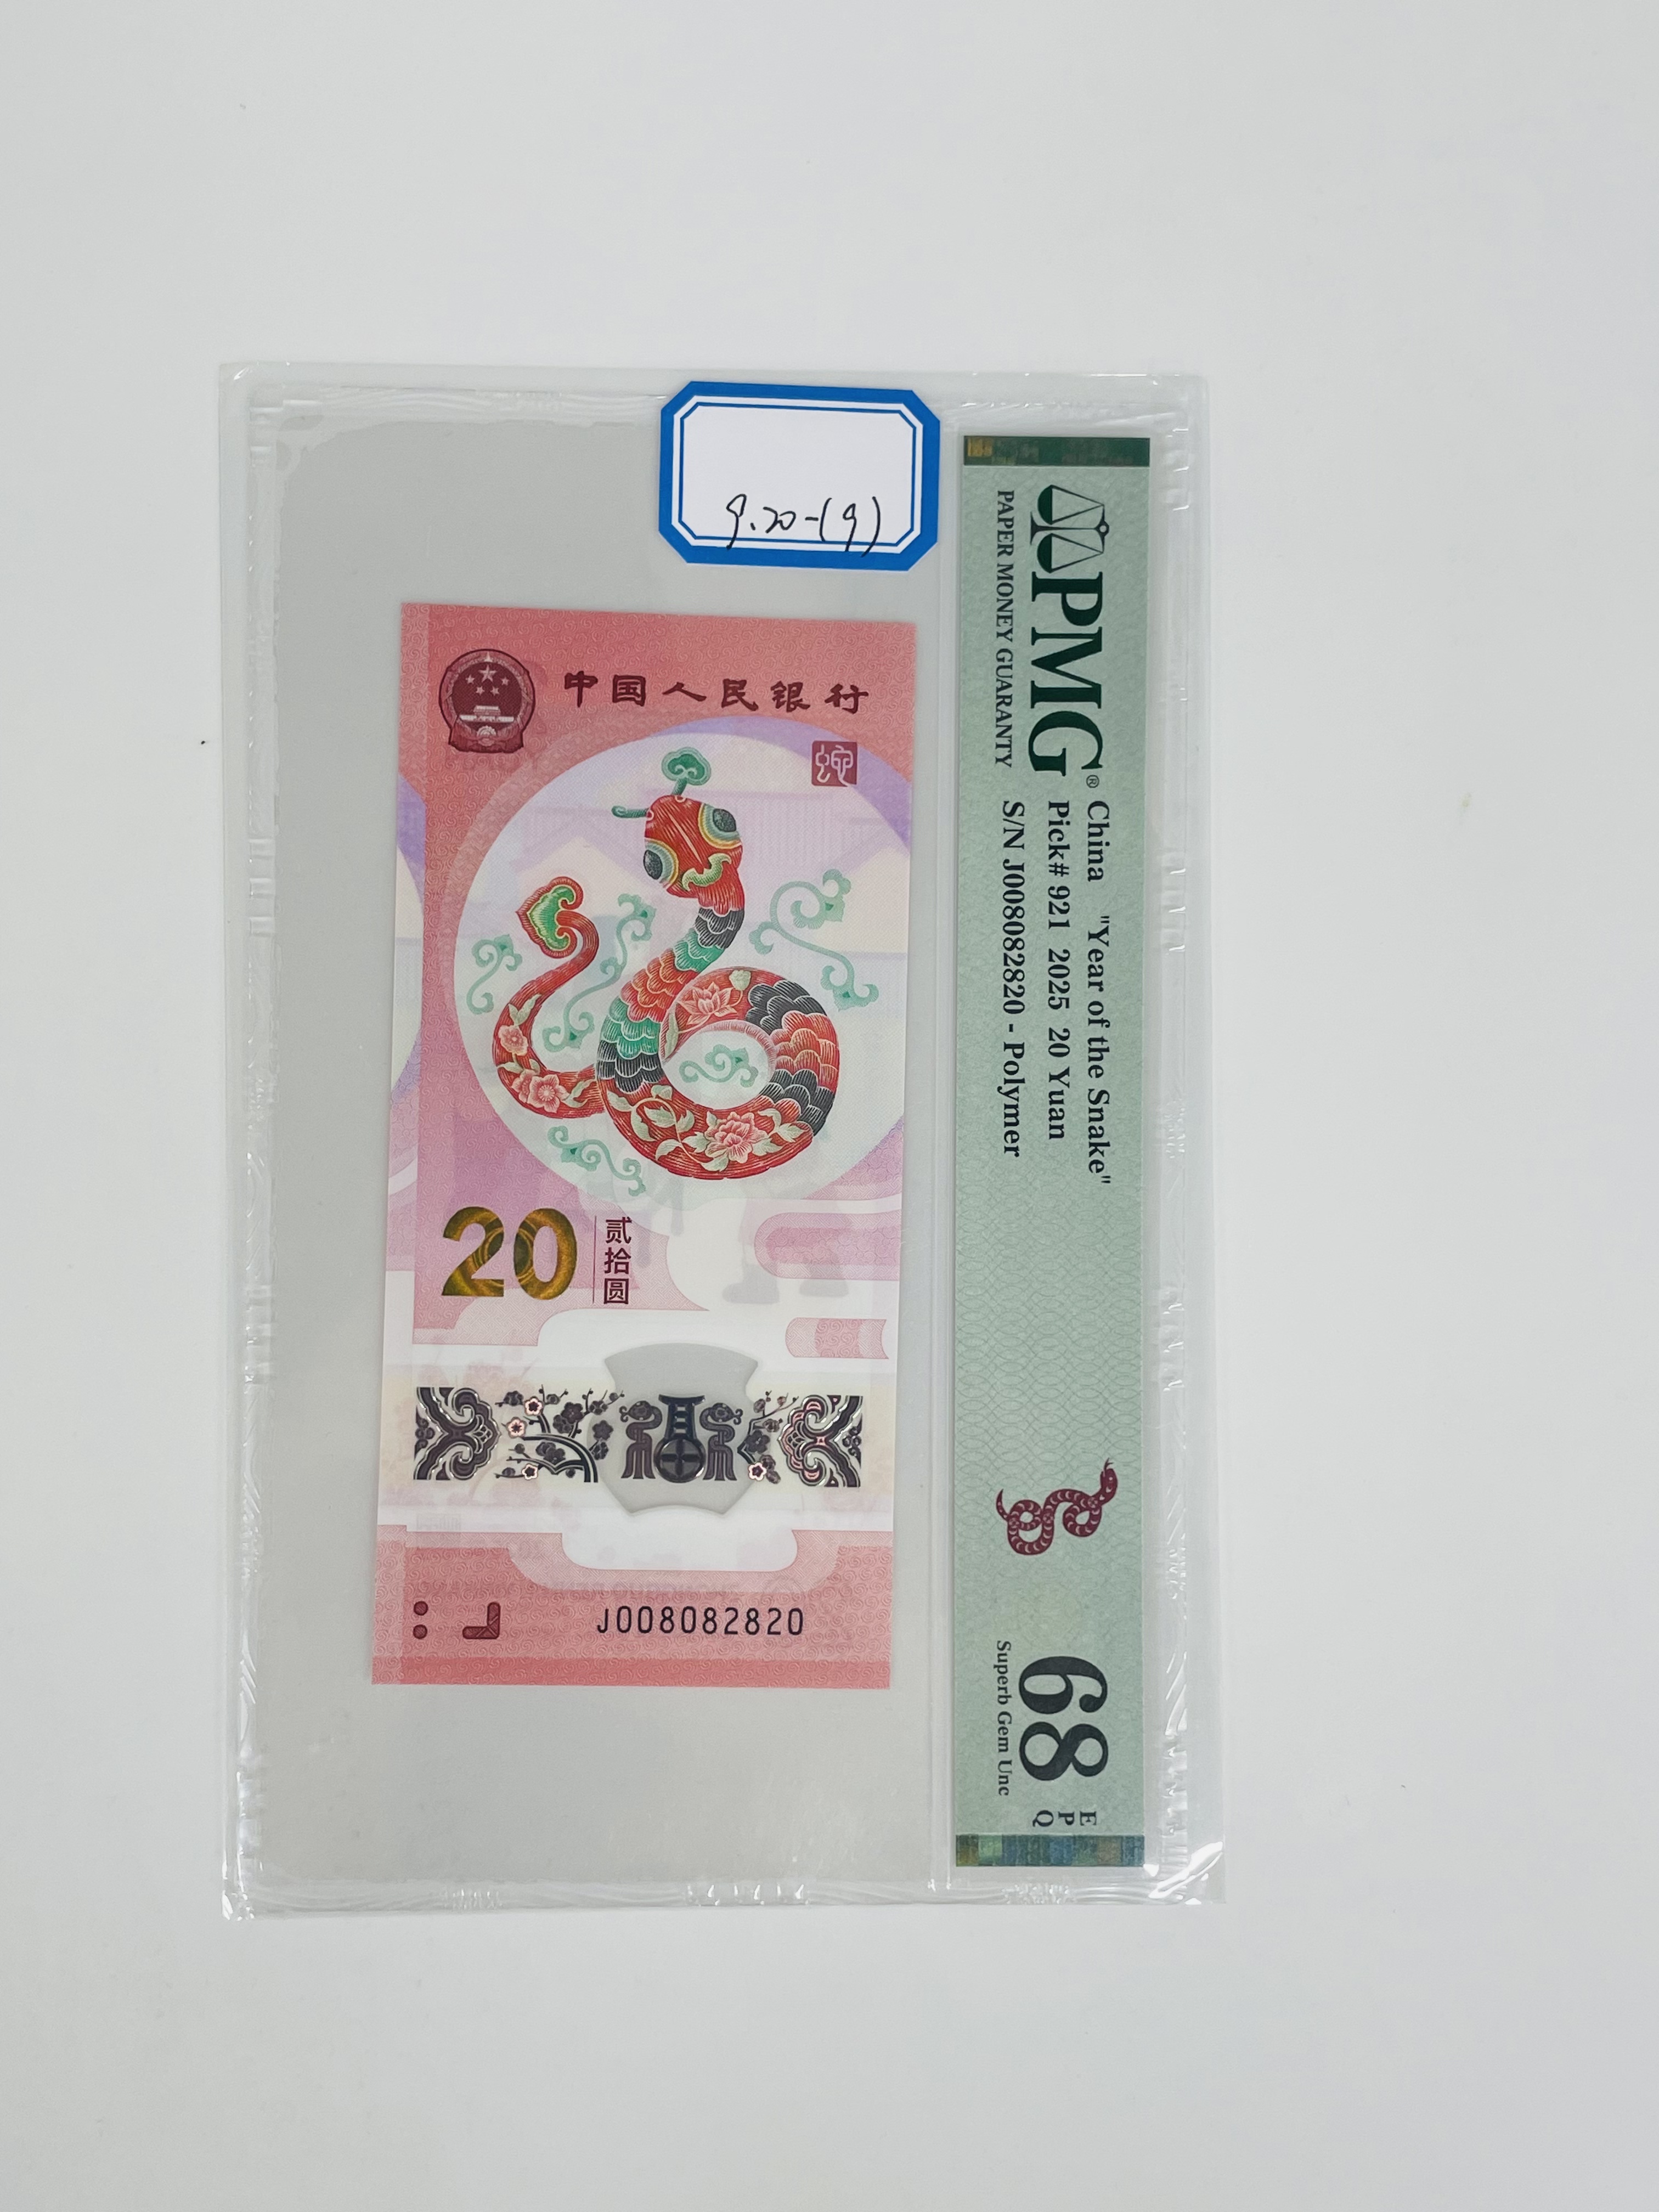 9.20-(9)
中国人民银行
蛇
20
贰拾圆
J008082820
PMG®
PAPER MONEY GUARANTY
China "Year of the Snake"
Pick# 921 2025 20 Yuan
S/N J008082820 - Polymer
68
EPQ
Superb Gem Unc